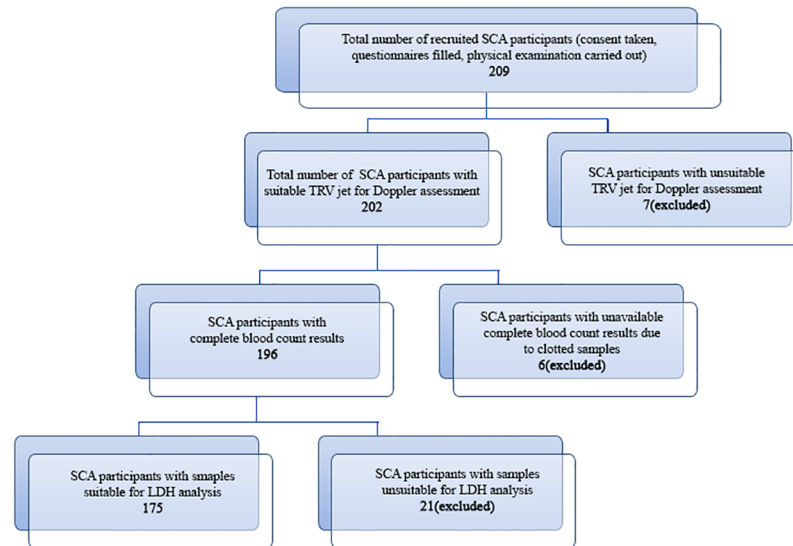 Total number of recruited SCA participants (consent taken,
questionnaires filled, physical examination carried out)
209
Total number of SCA participants with
suitable TRV jet for Doppler assessment
202
SCA participants with unsuitable
TRV jet for Doppler assessment
7(excluded)
SCA participants with
complete blood count results
196
SCA participants with unavailable
complete blood count results due
to clotted samples
6(excluded)
SCA participants with smaples
suitable for LDH analysis
175
SCA participants with samples
unsuitable for LDH analysis
21(excluded)